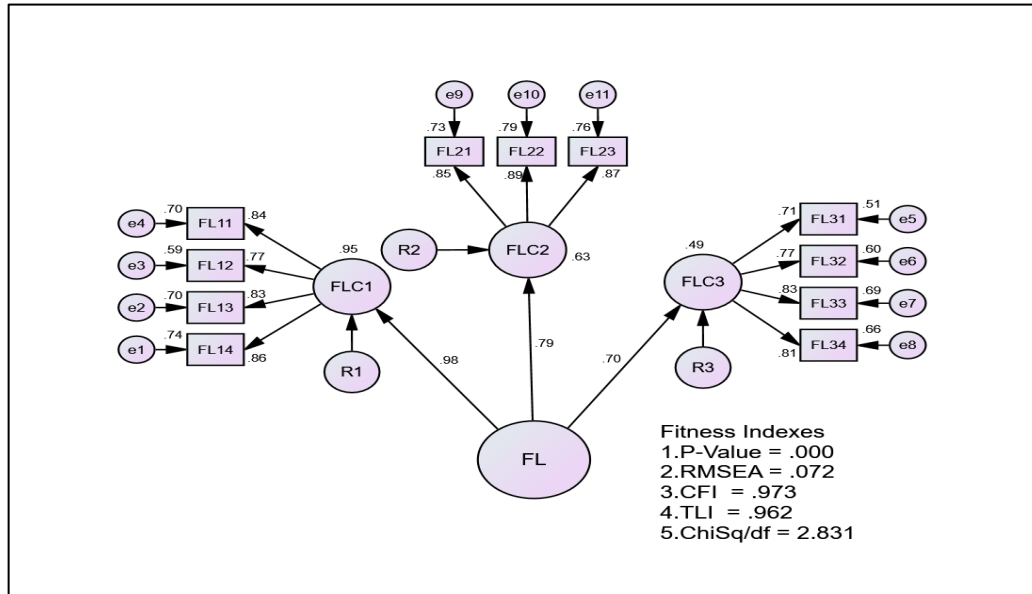 e9 e10 e11
.73 .79 .76
FL21 FL22 FL23
.85 .89 .87
e4 .70 FL11 .84
e3 .59 FL12 .77
e2 .70 FL13 .83
e1 .74 FL14 .86
.95
FLC1
R1
R2
FLC2
.63
.49
FLC3
R3
.71 FL31 .51 e5
.77 FL32 .60 e6
.83 FL33 .69 e7
.81 FL34 .66 e8
.98
.79
.70
FL
Fitness Indexes
1.P-Value = .000
2.RMSEA = .072
3.CFI = .973
4.TLI = .962
5.ChiSq/df = 2.831